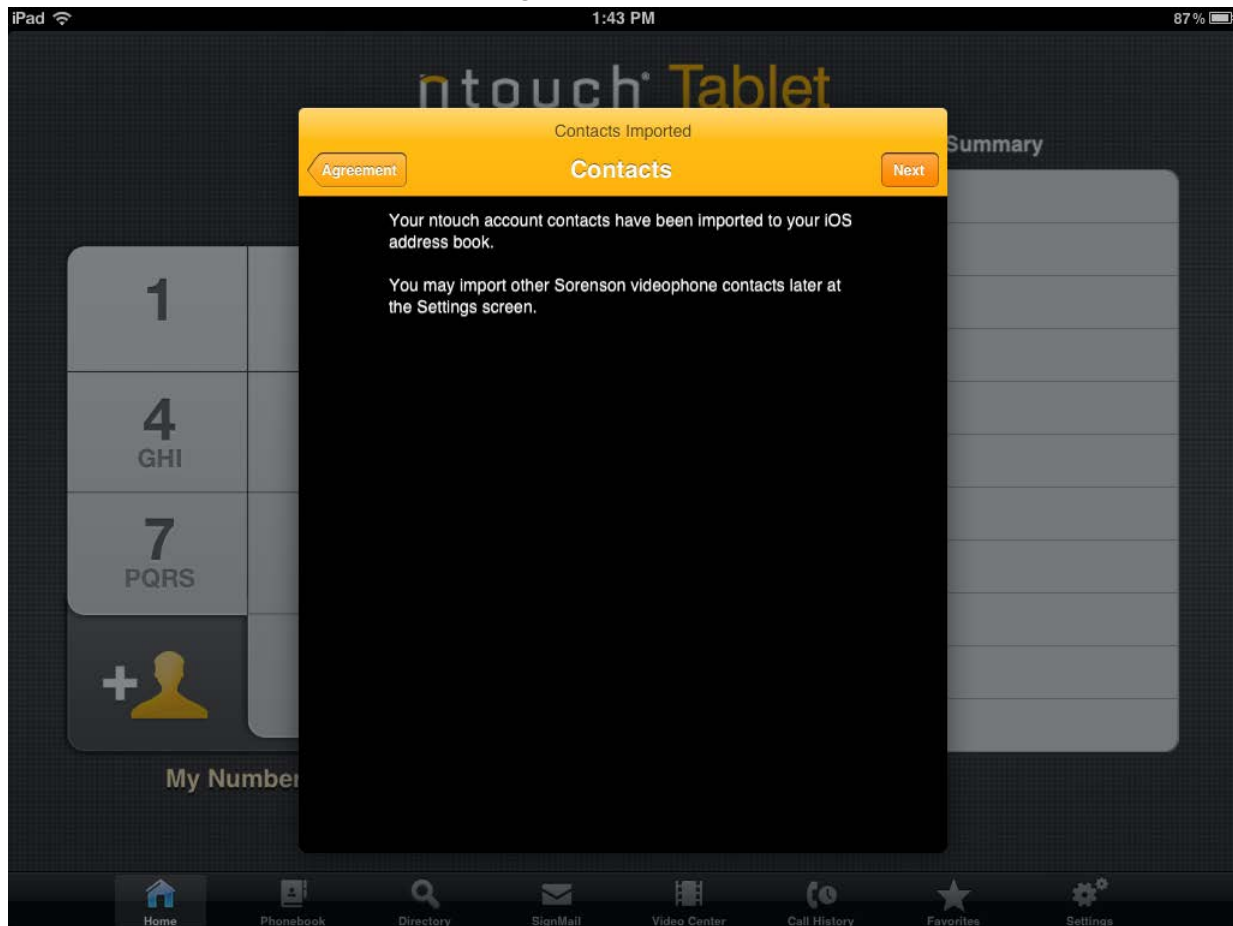 iPad 1:43 PM 87%
ntouch® Tablet
Contacts Imported
Summary
Agreement Contacts Next
Your ntouch account contacts have been imported to your iOS
address book.
You may import other Sorenson videophone contacts later at
the Settings screen.
1
4
GHI
7
PQRS
+
My Number
Home Phonebook Directory SignMail Video Center Call History Favorites Settings